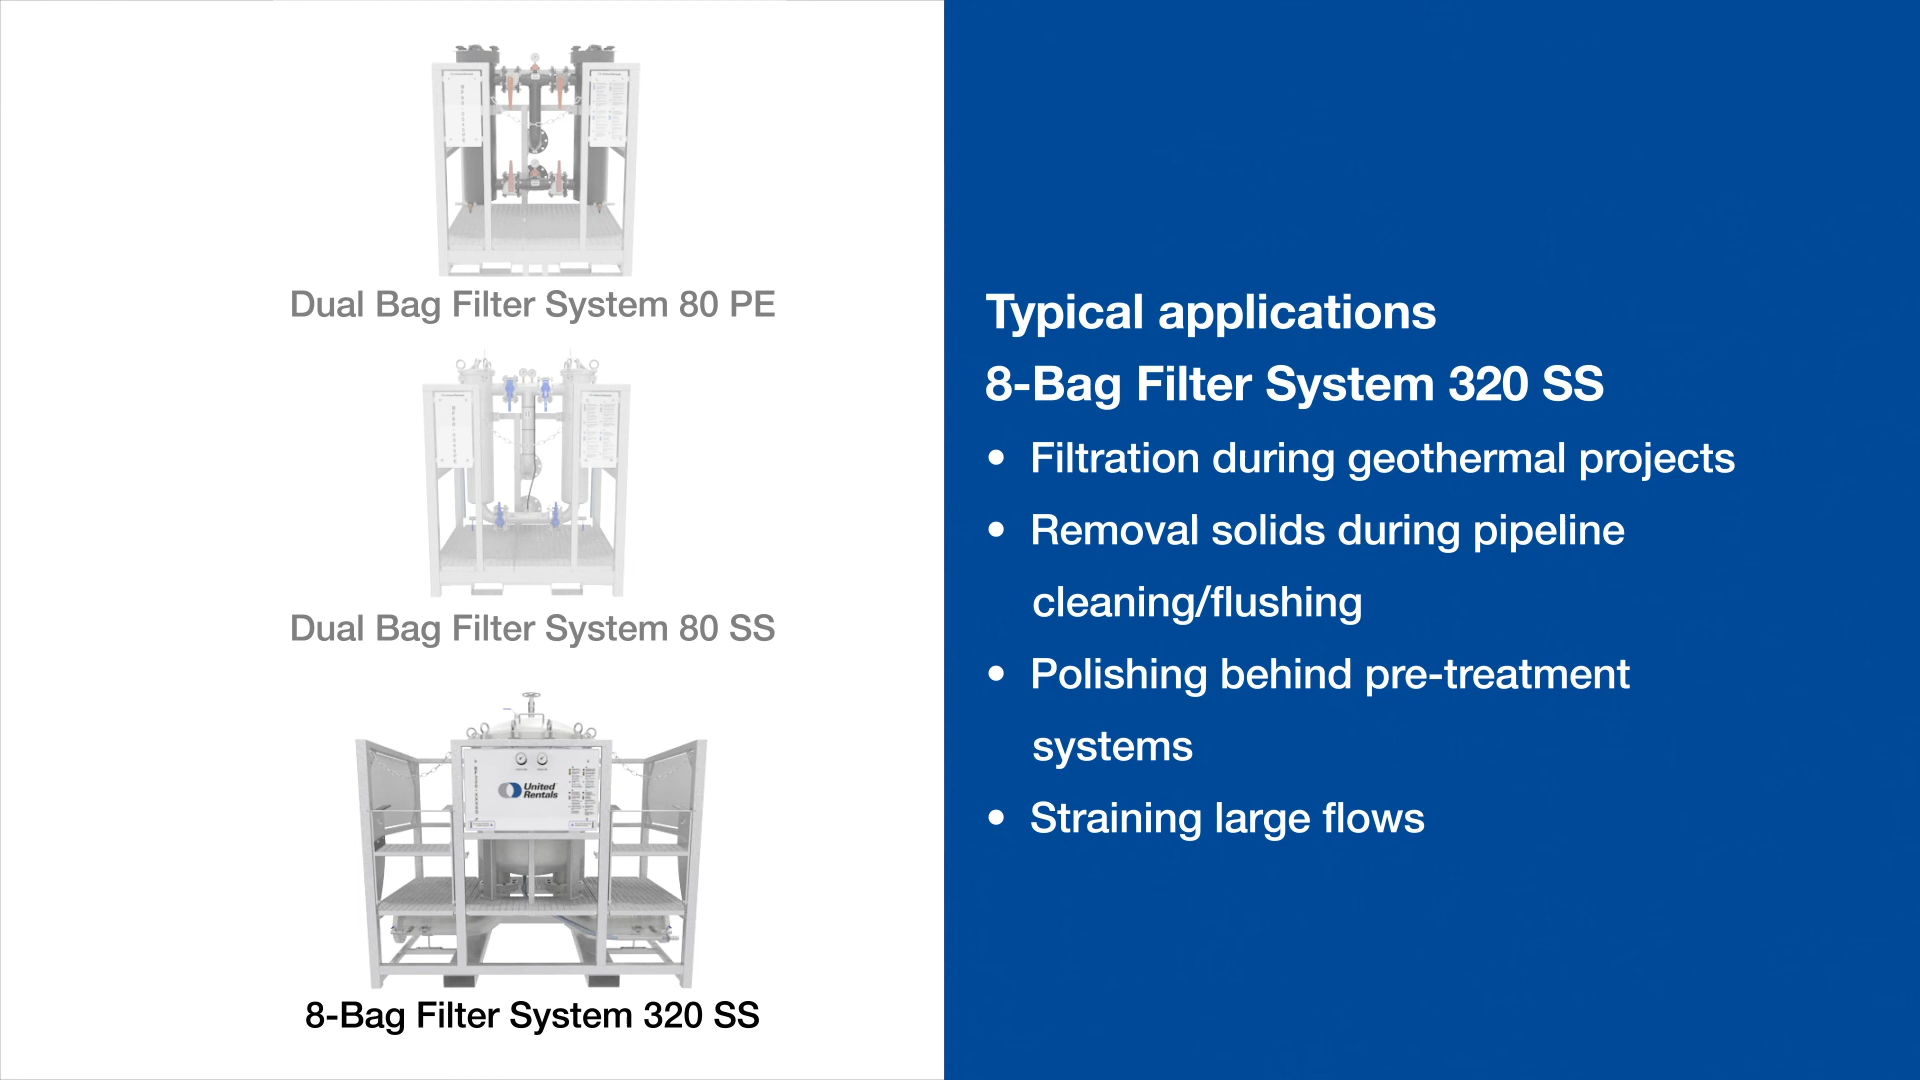 Dual Bag Filter System 80 PE
Dual Bag Filter System 80 SS
United
Rentals
8-Bag Filter System 320 SS
Typical applications
8-Bag Filter System 320 SS
• Filtration during geothermal projects
• Removal solids during pipeline
cleaning/flushing
• Polishing behind pre-treatment
systems
• Straining large flows